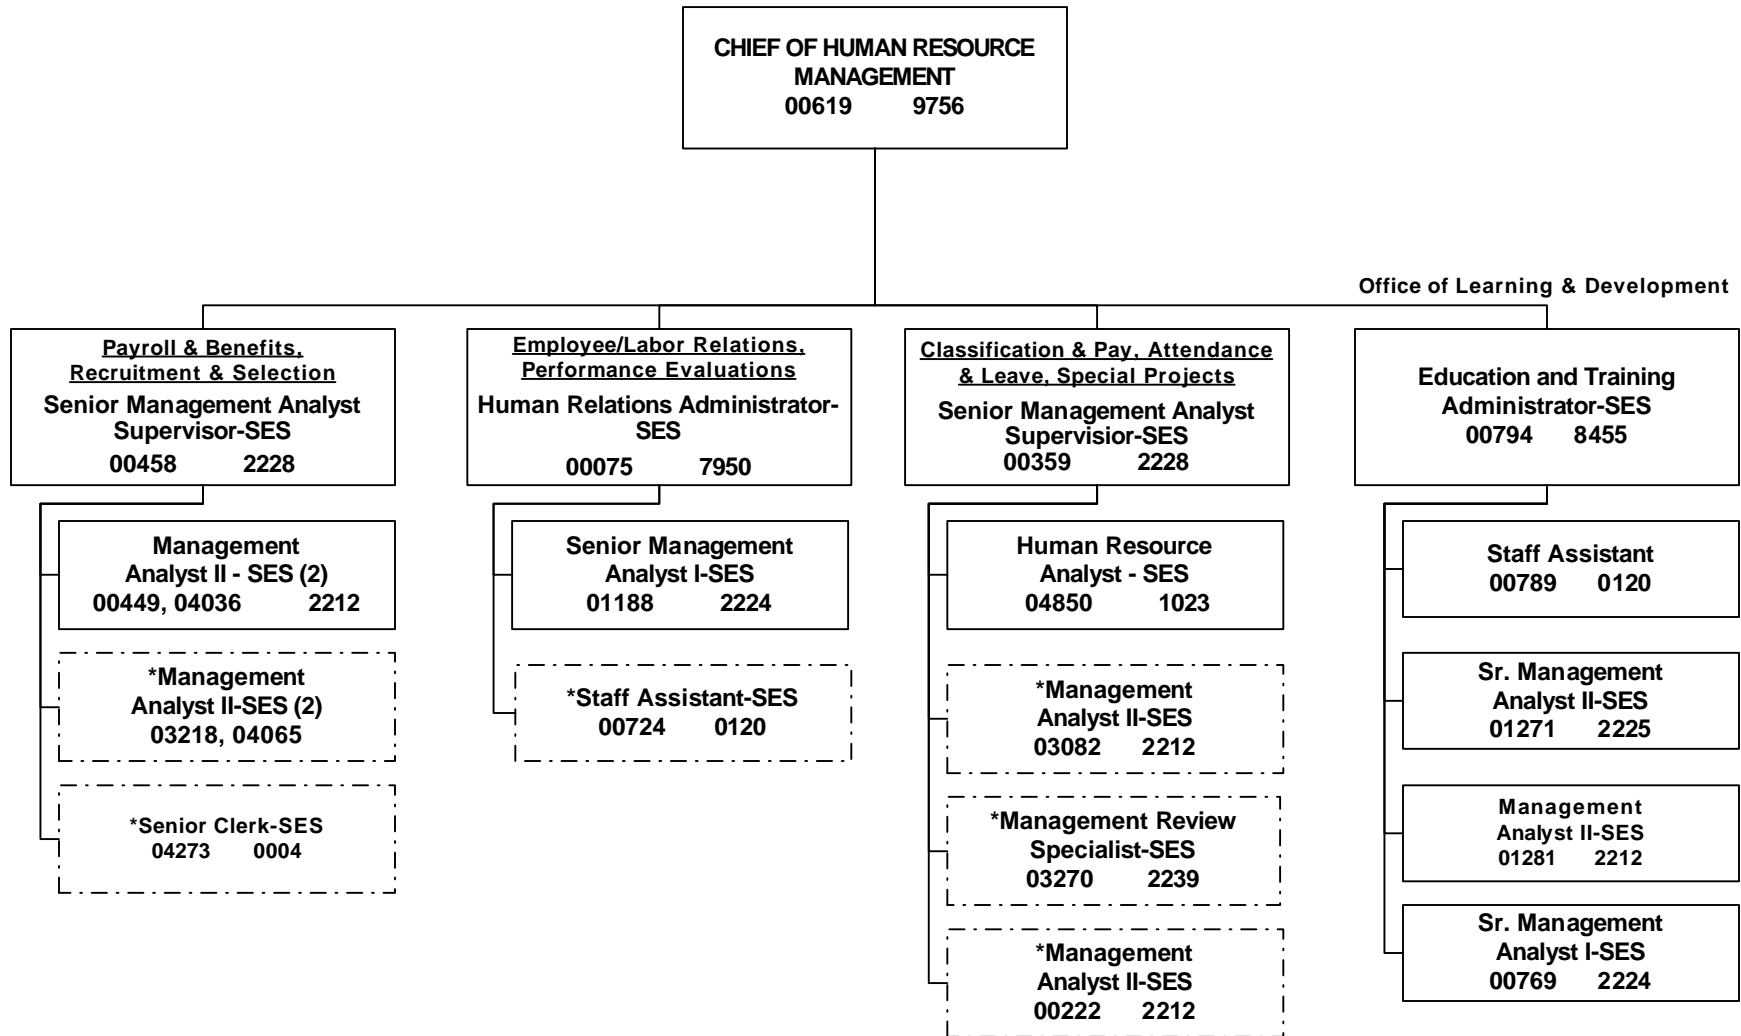 CHIEF OF HUMAN RESOURCE
MANAGEMENT
00619 9756
Office of Learning & Development
Payroll & Benefits,
Recruitment & Selection
Senior Management Analyst
Supervisor-SES
00458 2228
Management
Analyst II - SES (2)
00449, 04036 2212
*Management
Analyst II-SES (2)
03218, 04065
*Senior Clerk-SES
04273 0004
Employee/Labor Relations,
Performance Evaluations
Human Relations Administrator-
SES
00075 7950
Senior Management
Analyst I-SES
01188 2224
*Staff Assistant-SES
00724 0120
Classification & Pay, Attendance
& Leave, Special Projects
Senior Management Analyst
Supervisior-SES
00359 2228
Human Resource
Analyst - SES
04850 1023
*Management
Analyst II-SES
03082 2212
*Management Review
Specialist-SES
03270 2239
*Management
Analyst II-SES
00222 2212
Education and Training
Administrator-SES
00794 8455
Staff Assistant
00789 0120
Sr. Management
Analyst II-SES
01271 2225
Management
Analyst II-SES
01281 2212
Sr. Management
Analyst I-SES
00769 2224